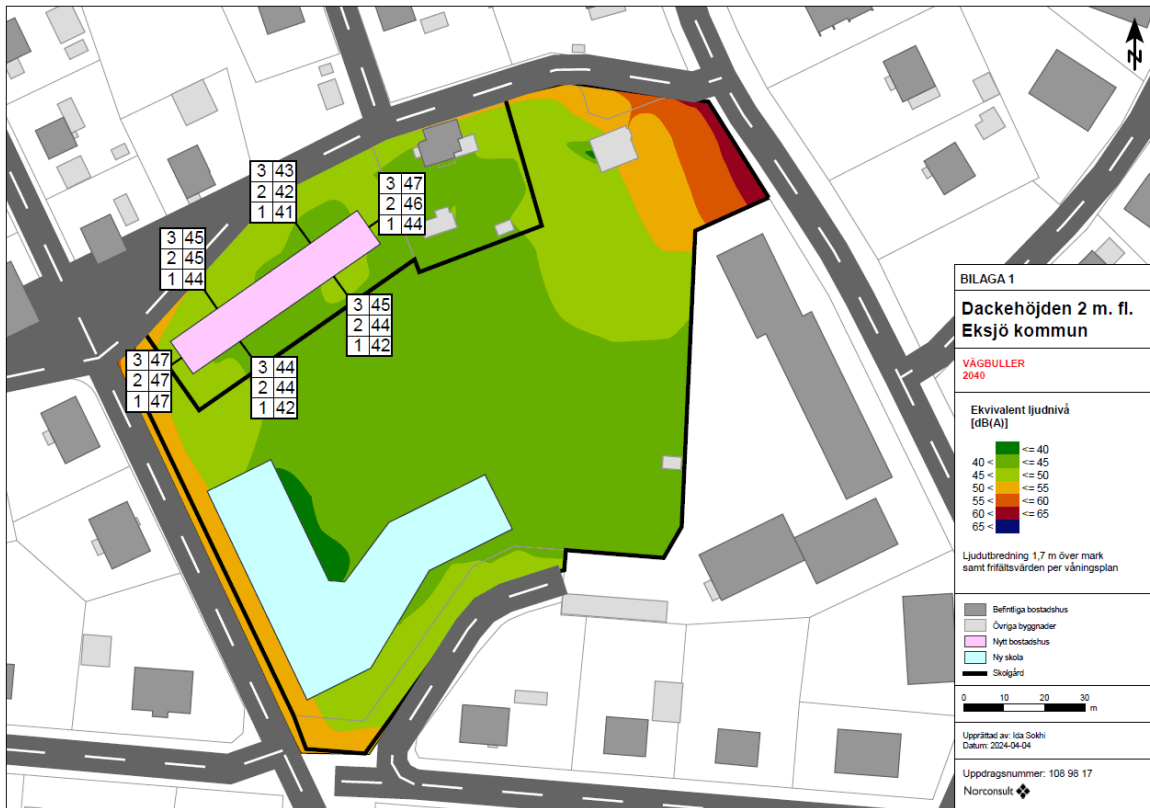 N
3 43
2 42
1 41
3 47
2 46
1 44
3 45
2 45
1 44
3 45
2 44
1 42
3 47
2 47
1 47
3 44
2 44
1 42
BILAGA 1
Dackehöjden 2 m. fl.
Eksjö kommun
VÄGBULLER
2040
Ekvivalent ljudnivå
[dB(A)]
<= 40
40 < <= 45
45 < <= 50
50 < <= 55
55 < <= 60
60 < <= 65
65 <
Ljudutbredning 1,7 m över mark
samt frifältsvärden per våningsplan
Befintliga bostadshus
Övriga byggnader
Nytt bostadshus
Ny skola
Skolgård
0 10 20 30
m
Upprättad av: Ida Sokhi
Datum: 2024-04-04
Uppdragsnummer: 108 98 17
Norconsult